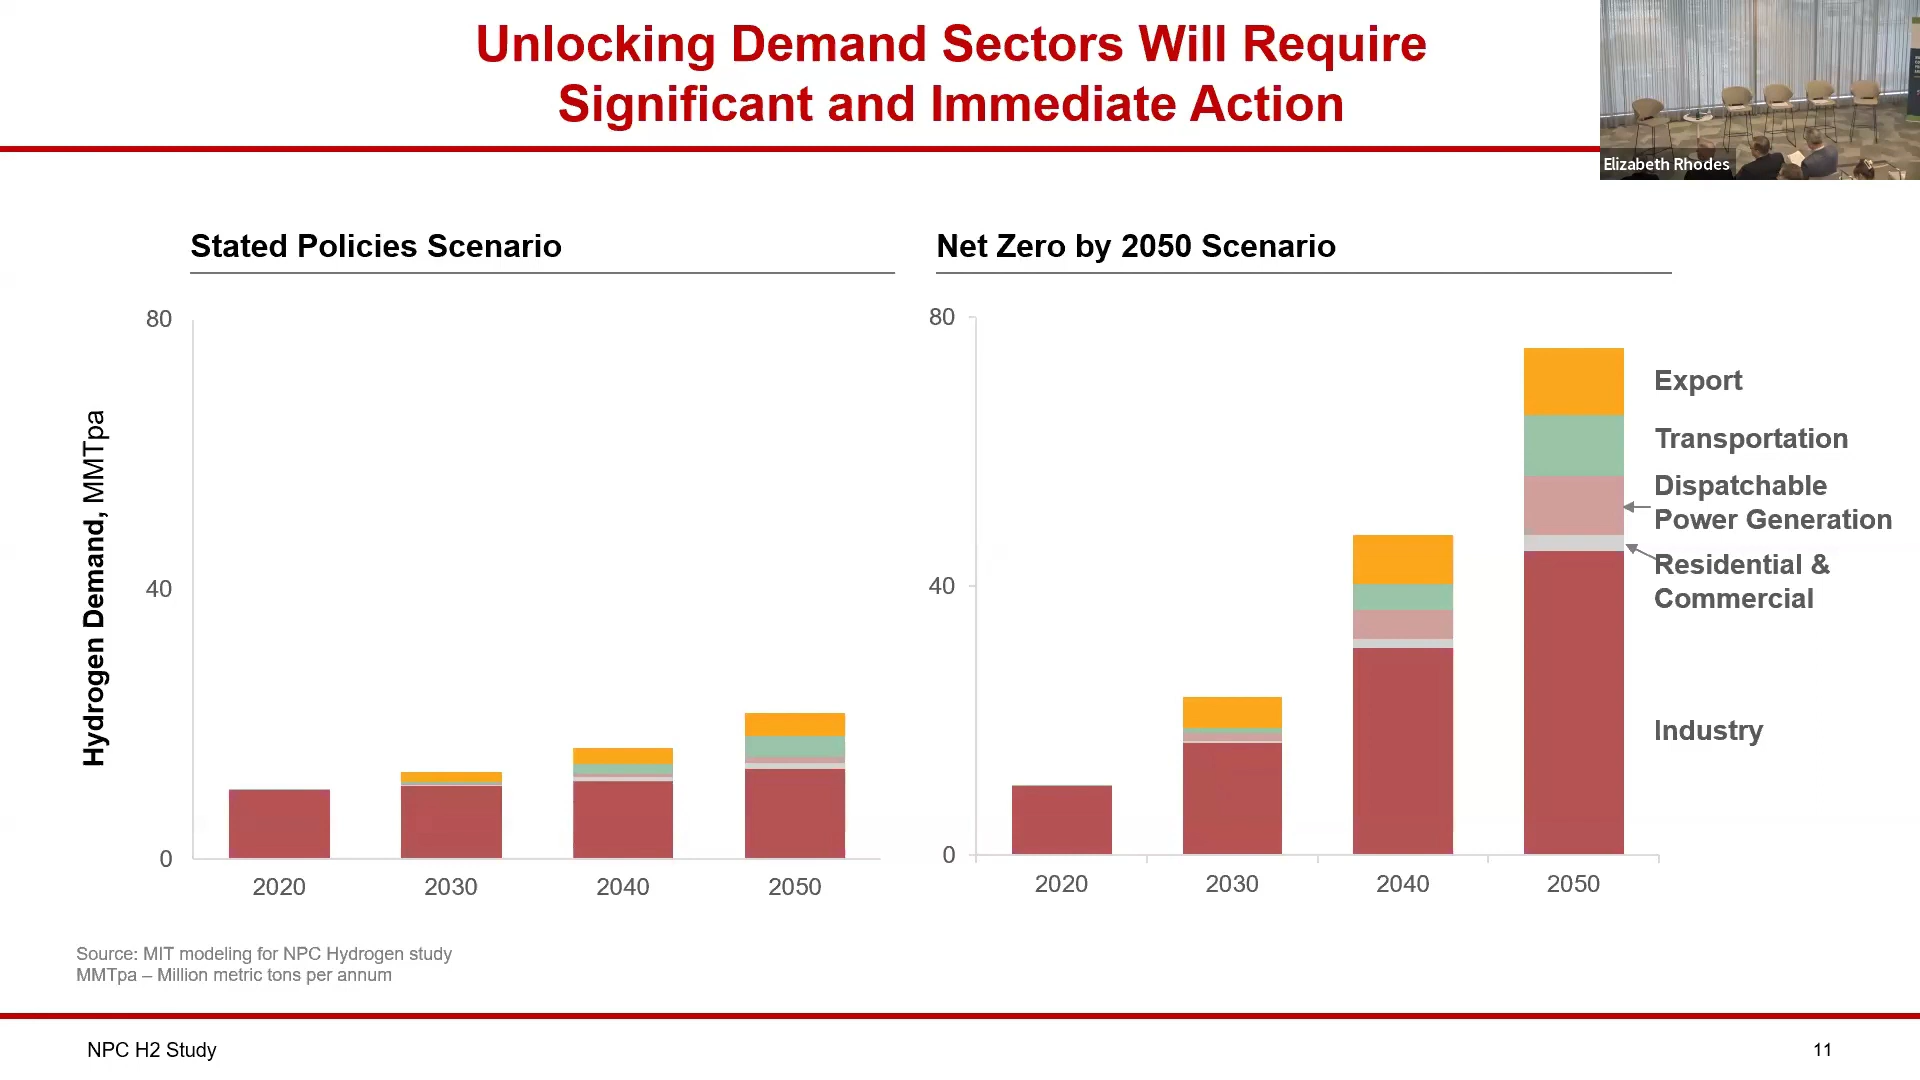 Unlocking Demand Sectors Will Require
Significant and Immediate Action
Elizabeth Rhodes
Stated Policies Scenario
Hydrogen Demand, MMTpa
80
40
0
2020
2030
2040
2050
Net Zero by 2050 Scenario
80
40
0
2020
2030
2040
2050
Export
Transportation
Dispatchable
Power Generation
Residential &
Commercial
Industry
Source: MIT modeling for NPC Hydrogen study
MMTpa – Million metric tons per annum
NPC H2 Study
11